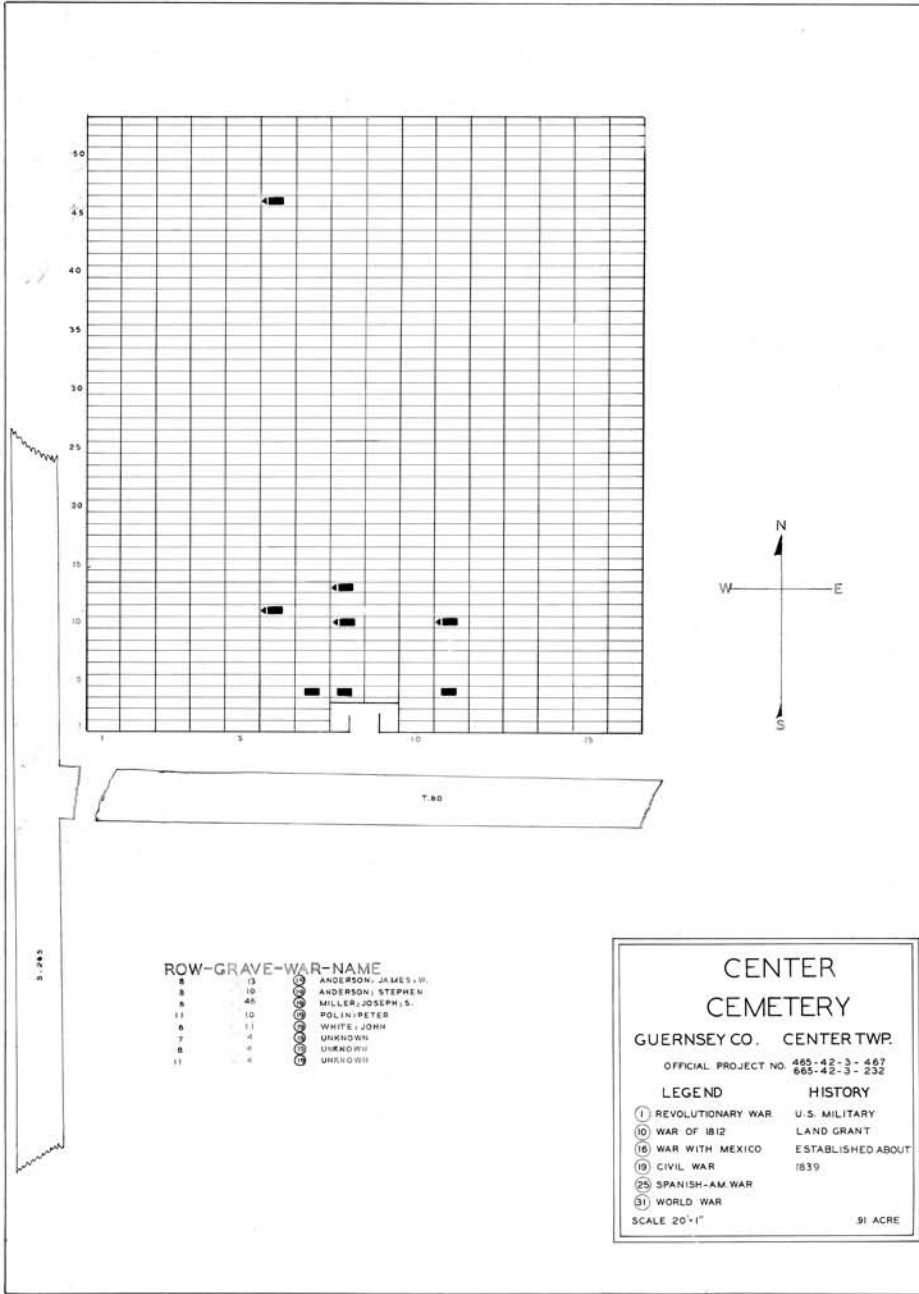 50
45
40
35
30
25
20
15
10
5
1
1 5 10 15
N
W E
S
T.80
S.265
ROW-GRAVE-WAR-NAME
8 13 19 ANDERSON, JAMES, W.
8 10 19 ANDERSON, STEPHEN
6 46 19 MILLER, JOSEPH, S.
11 10 19 POLIN, PETER
6 11 19 WHITE, JOHN
7 4 19 UNKNOWN
8 4 19 UNKNOWN
11 4 19 UNKNOWN
CENTER
CEMETERY
GUERNSEY CO. CENTER TWP.
OFFICIAL PROJECT NO. 465-42-3-467
665-42-3-232
LEGEND HISTORY
1 REVOLUTIONARY WAR U.S. MILITARY
10 WAR OF 1812 LAND GRANT
16 WAR WITH MEXICO ESTABLISHED ABOUT
19 CIVIL WAR 1839
25 SPANISH-AM. WAR
31 WORLD WAR
SCALE 20'=1" .91 ACRE